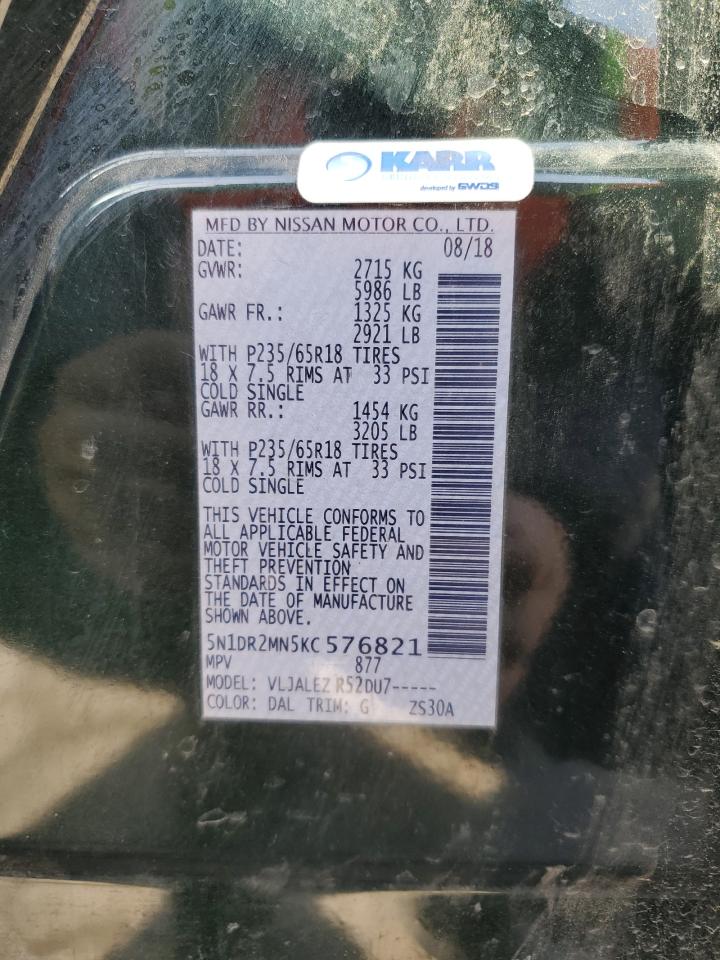 KARR
developed by GWDS
MFD BY NISSAN MOTOR CO., LTD.
DATE: 08/18
GVWR: 2715 KG
5986 LB
GAWR FR.: 1325 KG
2921 LB
WITH P235/65R18 TIRES
18 X 7.5 RIMS AT 33 PSI
COLD SINGLE
GAWR RR.: 1454 KG
3205 LB
WITH P235/65R18 TIRES
18 X 7.5 RIMS AT 33 PSI
COLD SINGLE
THIS VEHICLE CONFORMS TO
ALL APPLICABLE FEDERAL
MOTOR VEHICLE SAFETY AND
THEFT PREVENTION
STANDARDS IN EFFECT ON
THE DATE OF MANUFACTURE
SHOWN ABOVE.
5N1DR2MN5KC576821
MPV 877
MODEL: VLJALEZ R52DU7-----
COLOR: DAL TRIM: G ZS30A